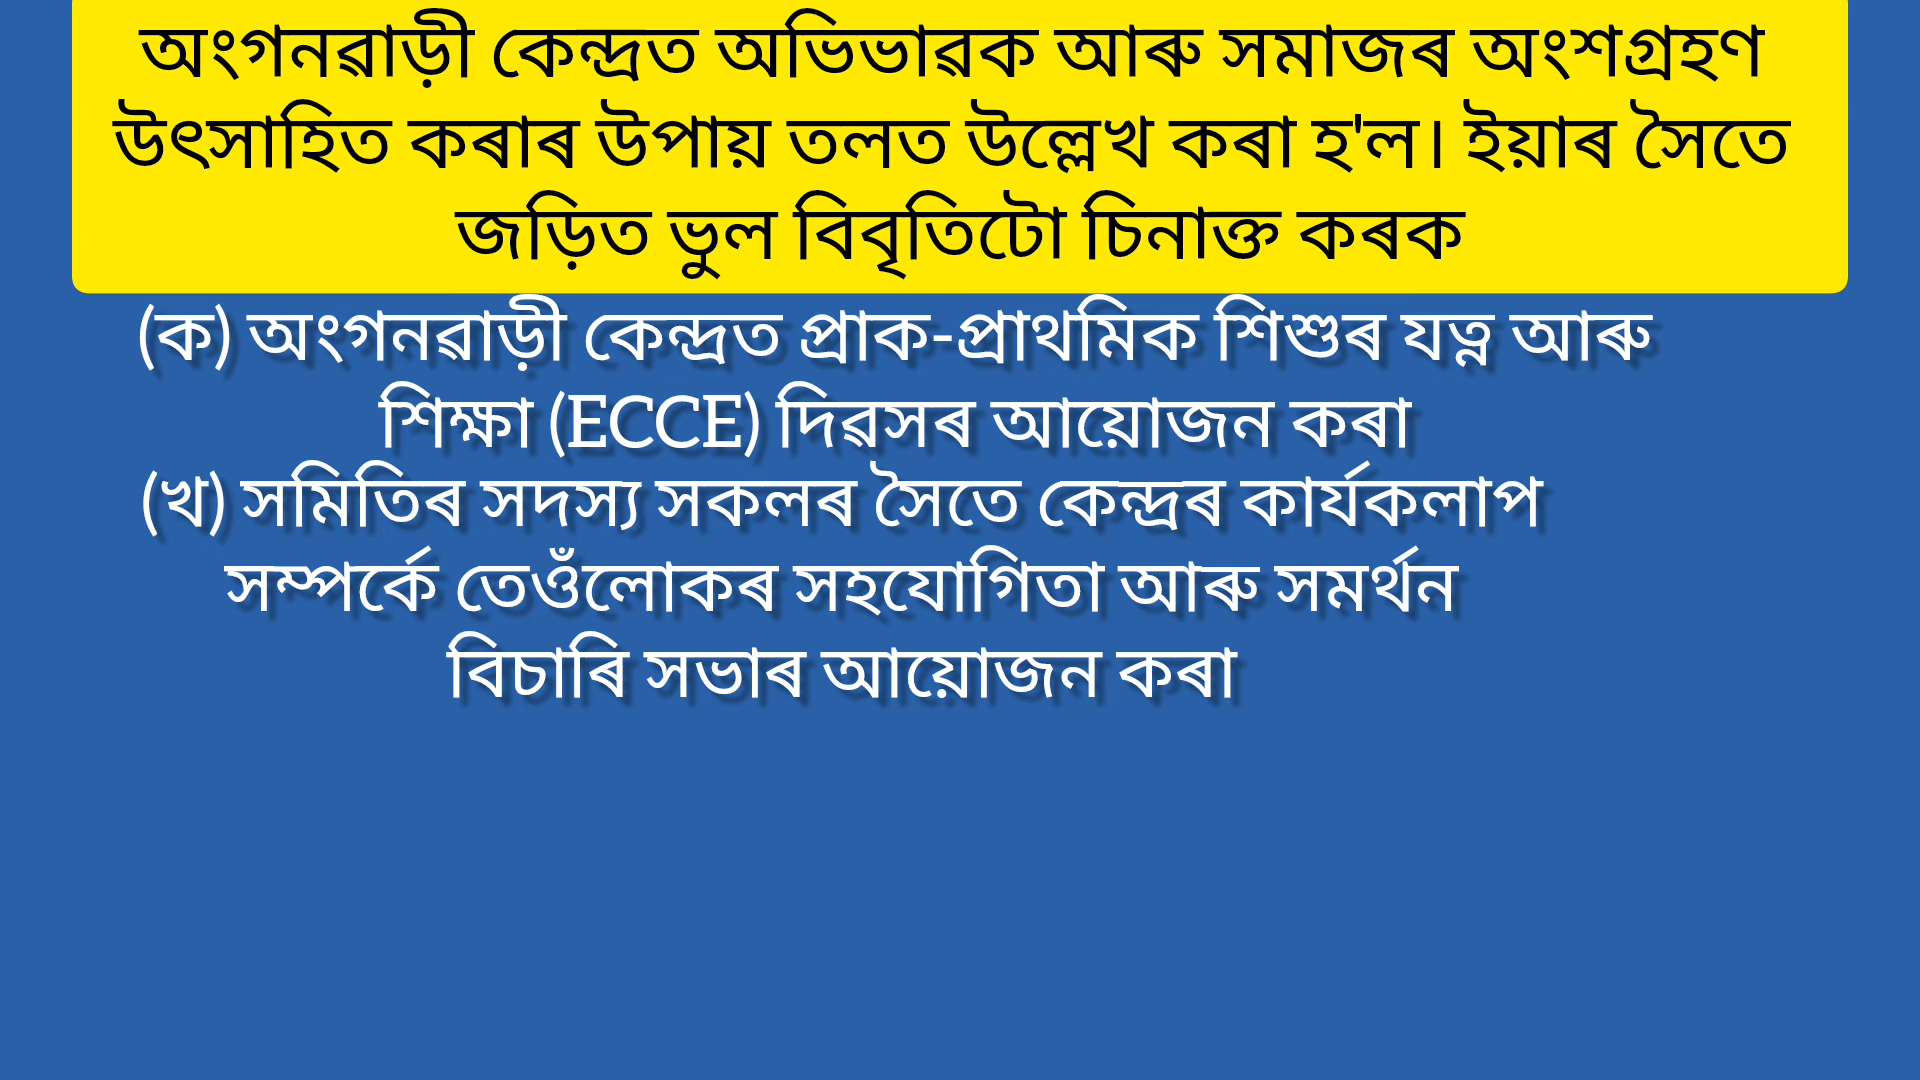 অংগনৱাড়ী কেন্দ্ৰত অভিভাৱক আৰু সমাজৰ অংশগ্ৰহণ
উৎসাহিত কৰাৰ উপায় তলত উল্লেখ কৰা হ'ল। ইয়াৰ সৈতে
জড়িত ভুল বিবৃতিটো চিনাক্ত কৰক
(ক) অংগনৱাড়ী কেন্দ্ৰত প্ৰাক-প্ৰাথমিক শিশুৰ যত্ন আৰু
শিক্ষা (ECCE) দিৱসৰ আয়োজন কৰা
(খ) সমিতিৰ সদস্য সকলৰ সৈতে কেন্দ্ৰৰ কাৰ্যকলাপ
সম্পৰ্কে তেওঁলোকৰ সহযোগিতা আৰু সমৰ্থন
বিচাৰি সভাৰ আয়োজন কৰা